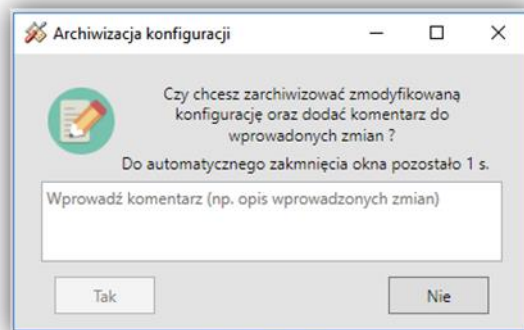 Archiwizacja konfiguracji
Czy chcesz zarchiwizować zmodyfikowaną
konfigurację oraz dodać komentarz do
wprowadonych zmian ?
Do automatycznego zakmnięcia okna pozostało 1 s.
Wprowadź komentarz (np. opis wprowadzonych zmian)
Tak
Nie